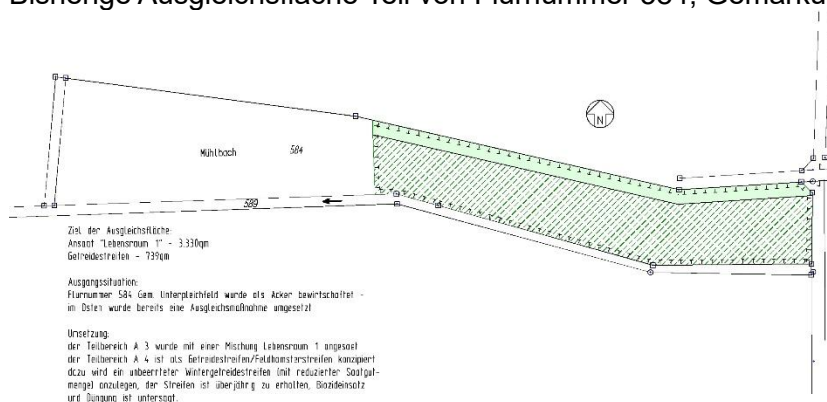 Bisherige Ausgleichsfläche Teil von Flurnummer 584, Gemarku
N
Mühlbach 584
589
Ziel der Ausgleichsfläche:
Ansaat "Lebensraum 1" - 3.330qm
Getreidestreifen - 739qm
Ausgangssituation:
Flurnummer 584 Gem. Unterpleichfeld wurde als Acker bewirtschaftet -
im Osten wurde bereits eine Ausgleichsmaßnahme umgesetzt
Umsetzung:
der Teilbereich A 3 wurde mit einer Mischung Lebensraum 1 angesaat
der Teilbereich A 4 ist als Getreidestreifen/Feldhamsterstreifen konzipiert
dazu wird ein unbeernteter Wintergetreidestreifen (mit reduzierter Saatgut-
menge) anzulegen, der Streifen ist überjährig zu erhalten, Biozideinsatz
und Düngung ist untersagt.